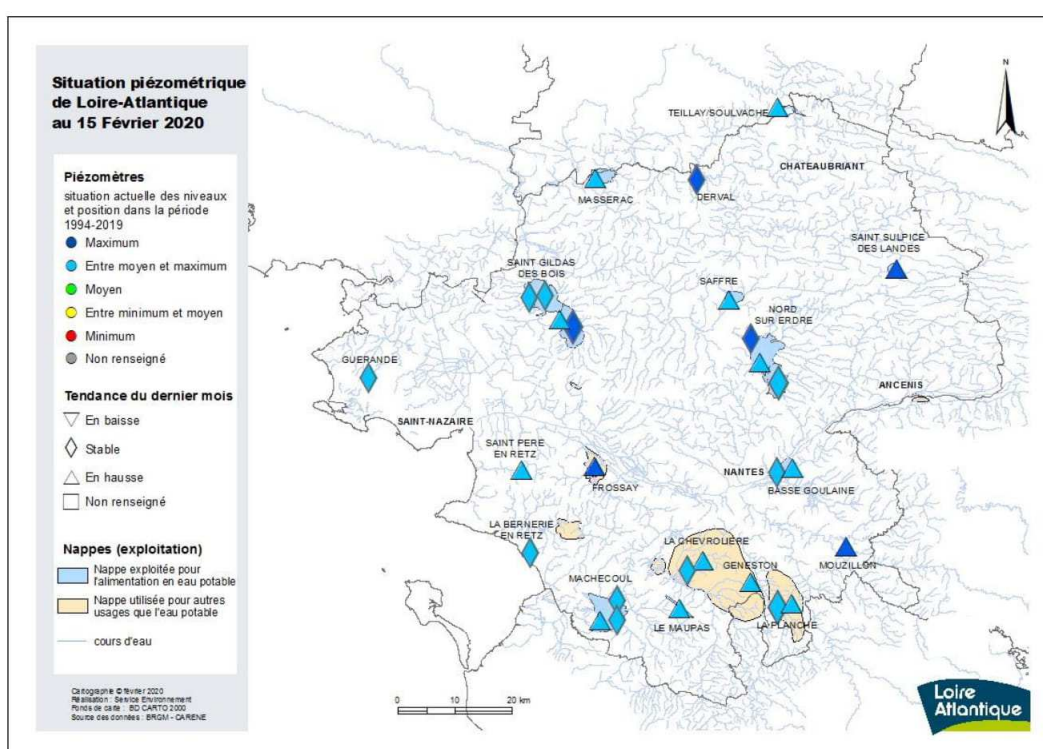 Situation piézométrique
de Loire-Atlantique
au 15 Février 2020
Piézomètres
situation actuelle des niveaux
et position dans la période
1994-2019
Maximum
Entre moyen et maximum
Moyen
Entre minimum et moyen
Minimum
Non renseigné
Tendance du dernier mois
En baisse
Stable
En hausse
Non renseigné
Nappes (exploitation)
Nappe exploitée pour
l'alimentation en eau potable
Nappe utilisée pour autres
usages que l'eau potable
cours d'eau
Cartographie © février 2020
Réalisation : Service Environnement
Fonds de carte : BD CARTO 2000
Source des données : BRGM - CARENE
N
TEILLAY/SOULVACHE
CHATEAUBRIANT
MASSERAC
DERVAL
SAINT SULPICE
DES LANDES
SAINT GILDAS
DES BOIS
SAFFRE
NORD
SUR ERDRE
GUERANDE
ANCENIS
SAINT-NAZAIRE
SAINT PERE
EN RETZ
FROSSAY
NANTES
BASSE GOULAINE
LA BERNERIE
EN RETZ
LA CHEVROLIÈRE
GENESTON
MOUZILLON
MACHECOUL
LE MAUPAS
LA PLANCHE
0 10 20 km
Loire
Atlantique